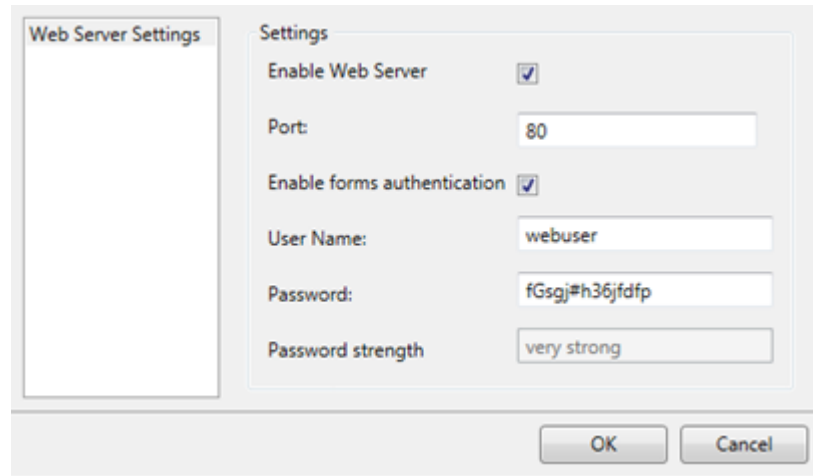 Web Server Settings
Settings
Enable Web Server
Port:
80
Enable forms authentication
User Name:
webuser
Password:
fGsgj#h36jfdfp
Password strength
very strong
OK
Cancel